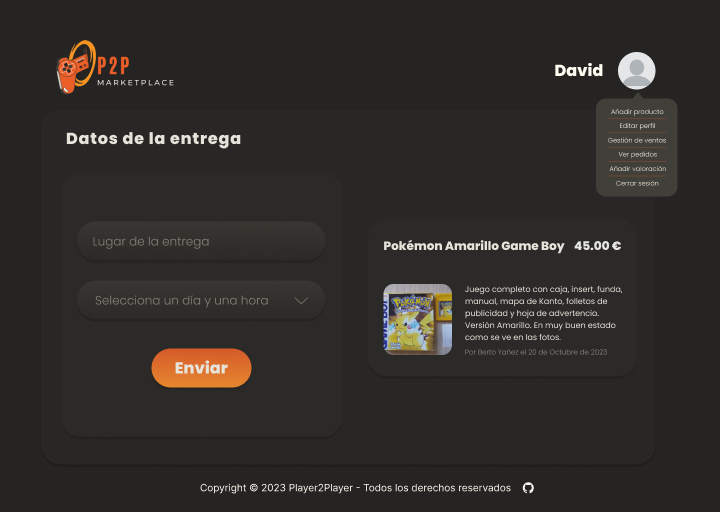 P2P
MARKETPLACE
David
Añadir producto
Editar perfil
Gestión de ventas
Ver pedidos
Añadir valoración
Cerrar sesión
Datos de la entrega
Lugar de la entrega
Selecciona un día y una hora
Enviar
Pokémon Amarillo Game Boy 45.00 €
POKÉMON
GAME BOY
Juego completo con caja, insert, funda,
manual, mapa de Kanto, folletos de
publicidad y hoja de advertencia.
Versión Amarillo. En muy buen estado
como se ve en las fotos.
Por Berto Yañez el 20 de Octubre de 2023
Copyright © 2023 Player2Player - Todos los derechos reservados